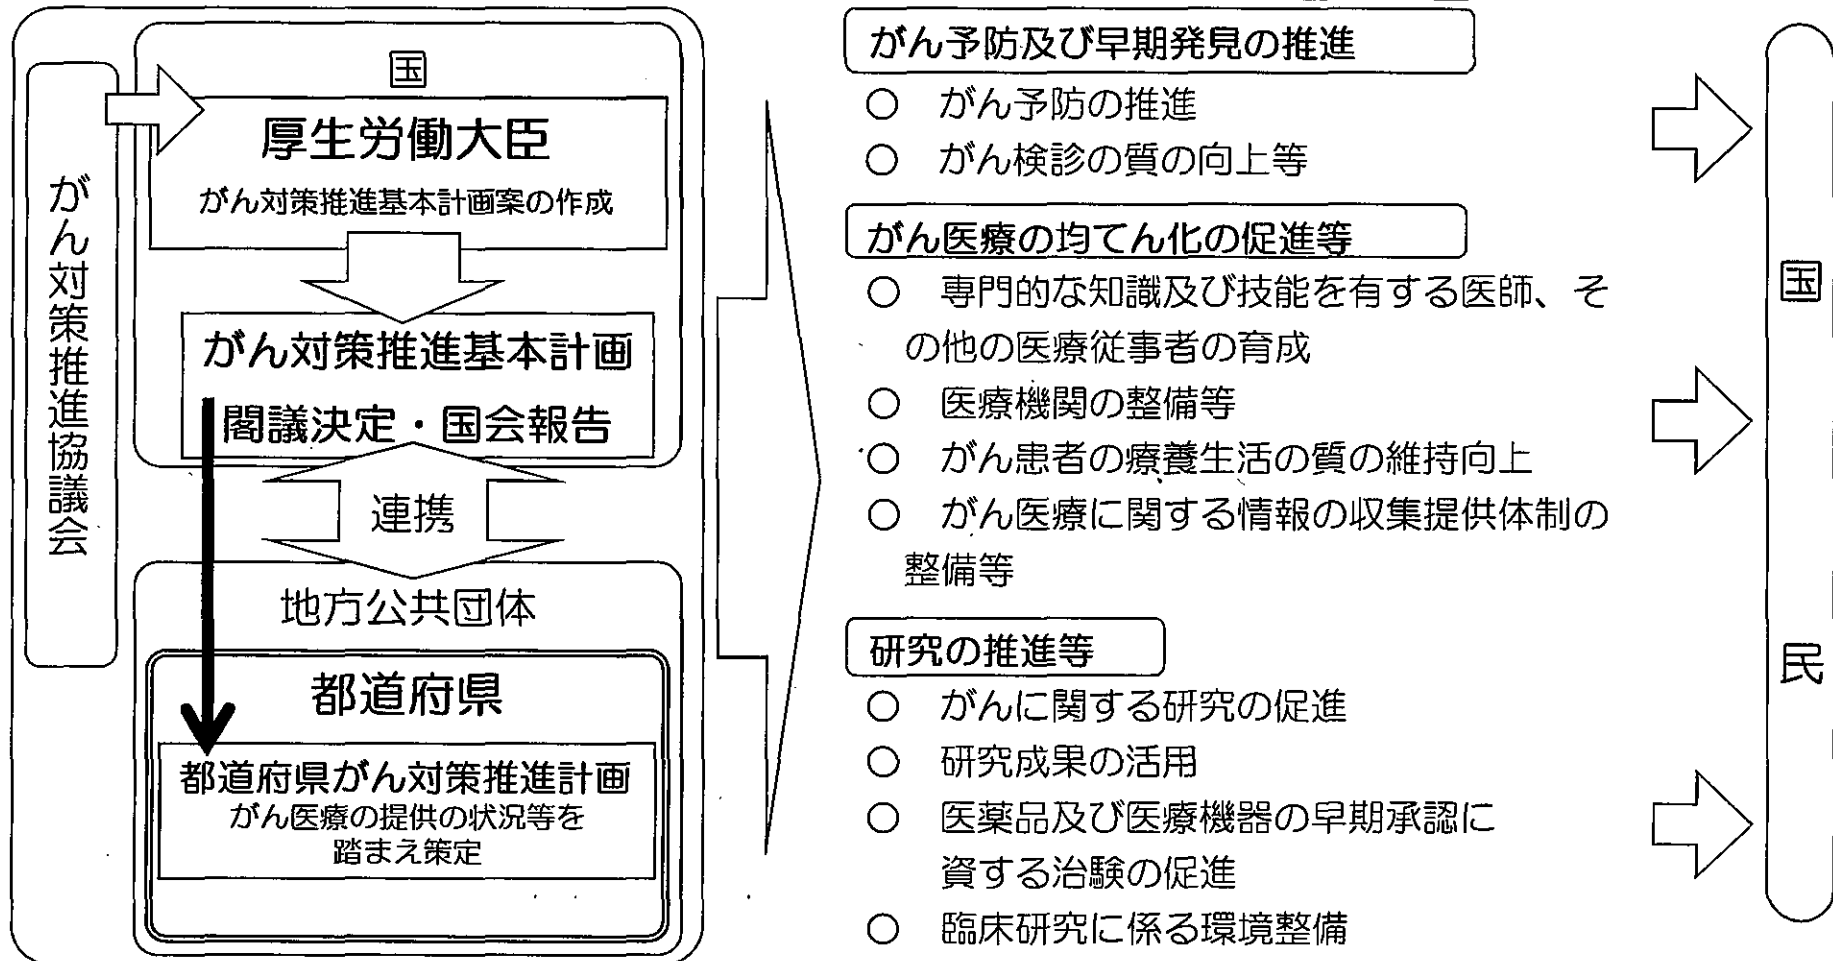 がん対策推進協議会
国
厚生労働大臣
がん対策推進基本計画案の作成
がん対策推進基本計画
閣議決定・国会報告
連携
地方公共団体
都道府県
都道府県がん対策推進計画
がん医療の提供の状況等を
踏まえ策定
がん予防及び早期発見の推進
○ がん予防の推進
○ がん検診の質の向上等
がん医療の均てん化の促進等
○ 専門的な知識及び技能を有する医師、そ
の他の医療従事者の育成
○ 医療機関の整備等
○ がん患者の療養生活の質の維持向上
○ がん医療に関する情報の収集提供体制の
整備等
研究の推進等
○ がんに関する研究の促進
○ 研究成果の活用
○ 医薬品及び医療機器の早期承認に
資する治験の促進
○ 臨床研究に係る環境整備
国民